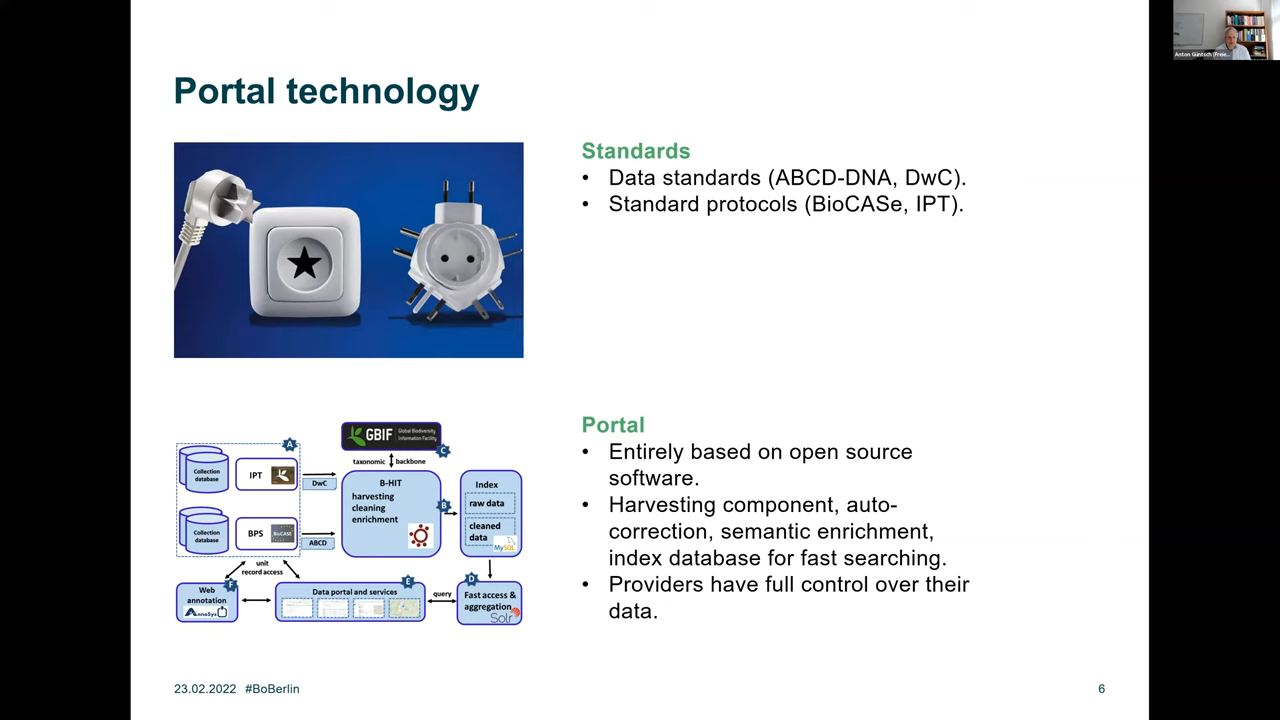 Anton Güntsch (Freie...
Portal technology
Standards
• Data standards (ABCD-DNA, DwC).
• Standard protocols (BioCASe, IPT).
Portal
• Entirely based on open source
software.
• Harvesting component, auto-
correction, semantic enrichment,
index database for fast searching.
• Providers have full control over their
data.
GBIF
Global Biodiversity
Information Facility
A
C
taxonomic
backbone
Collection
database
IPT
DwC
B-HIT
harvesting
cleaning
enrichment
B
Index
raw data
cleaned
data
MySQL
Collection
database
BPS
BioCASE
ABCD
unit
record access
F
Web
annotation
AnnoSys
E
Data portal and services
query
D
Fast access &
aggregation
Solr
23.02.2022 #BoBerlin
6